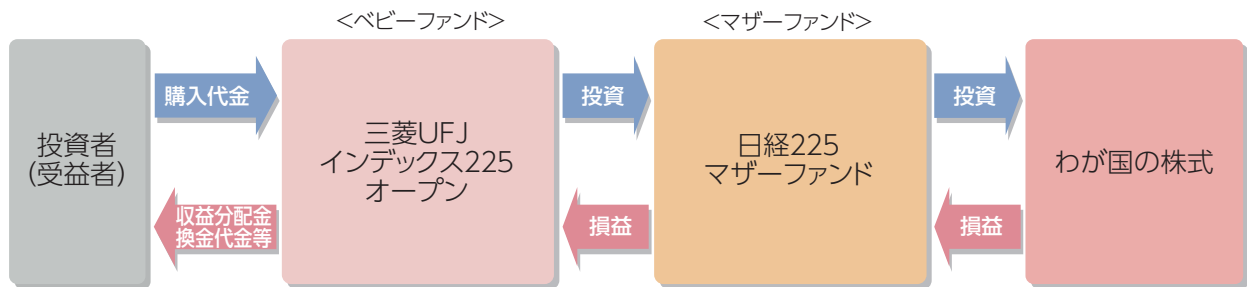 <ベビーファンド>
<マザーファンド>
投資者
(受益者)
購入代金
収益分配金
換金代金等
三菱UFJ
インデックス225
オープン
投資
損益
日経225
マザーファンド
投資
損益
わが国の株式